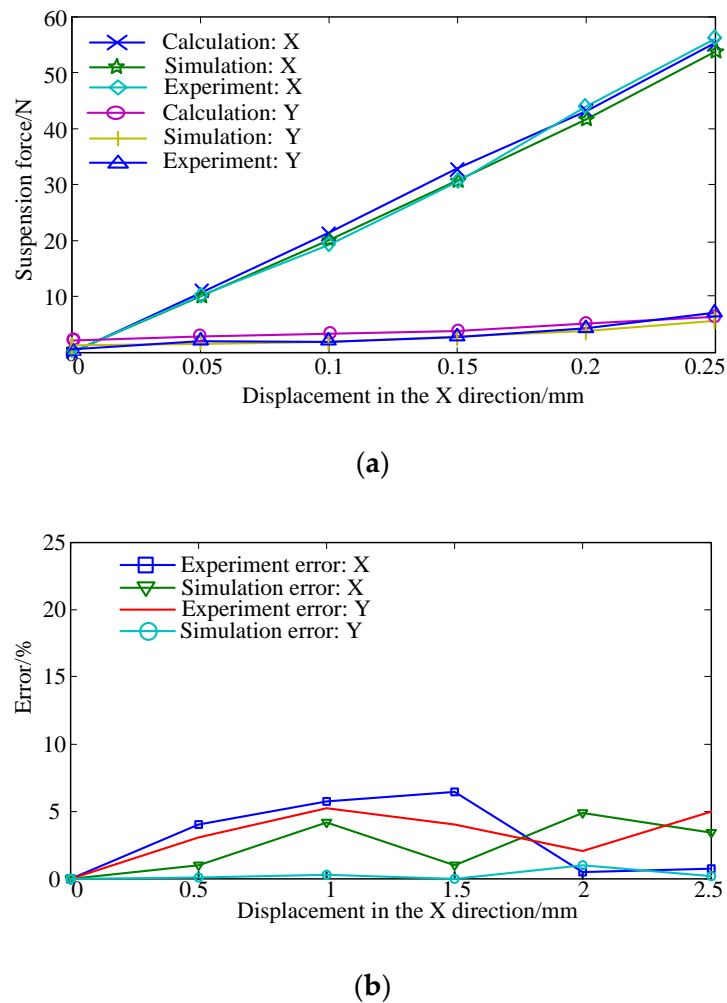 60
50
40
30
20
10
0
Suspension force/N
Calculation: X
Simulation: X
Experiment: X
Calculation: Y
Simulation: Y
Experiment: Y
0 0.05 0.1 0.15 0.2 0.25
Displacement in the X direction/mm
(a)
25
20
15
10
5
0
Error/%
Experiment error: X
Simulation error: X
Experiment error: Y
Simulation error: Y
0 0.5 1 1.5 2 2.5
Displacement in the X direction/mm
(b)